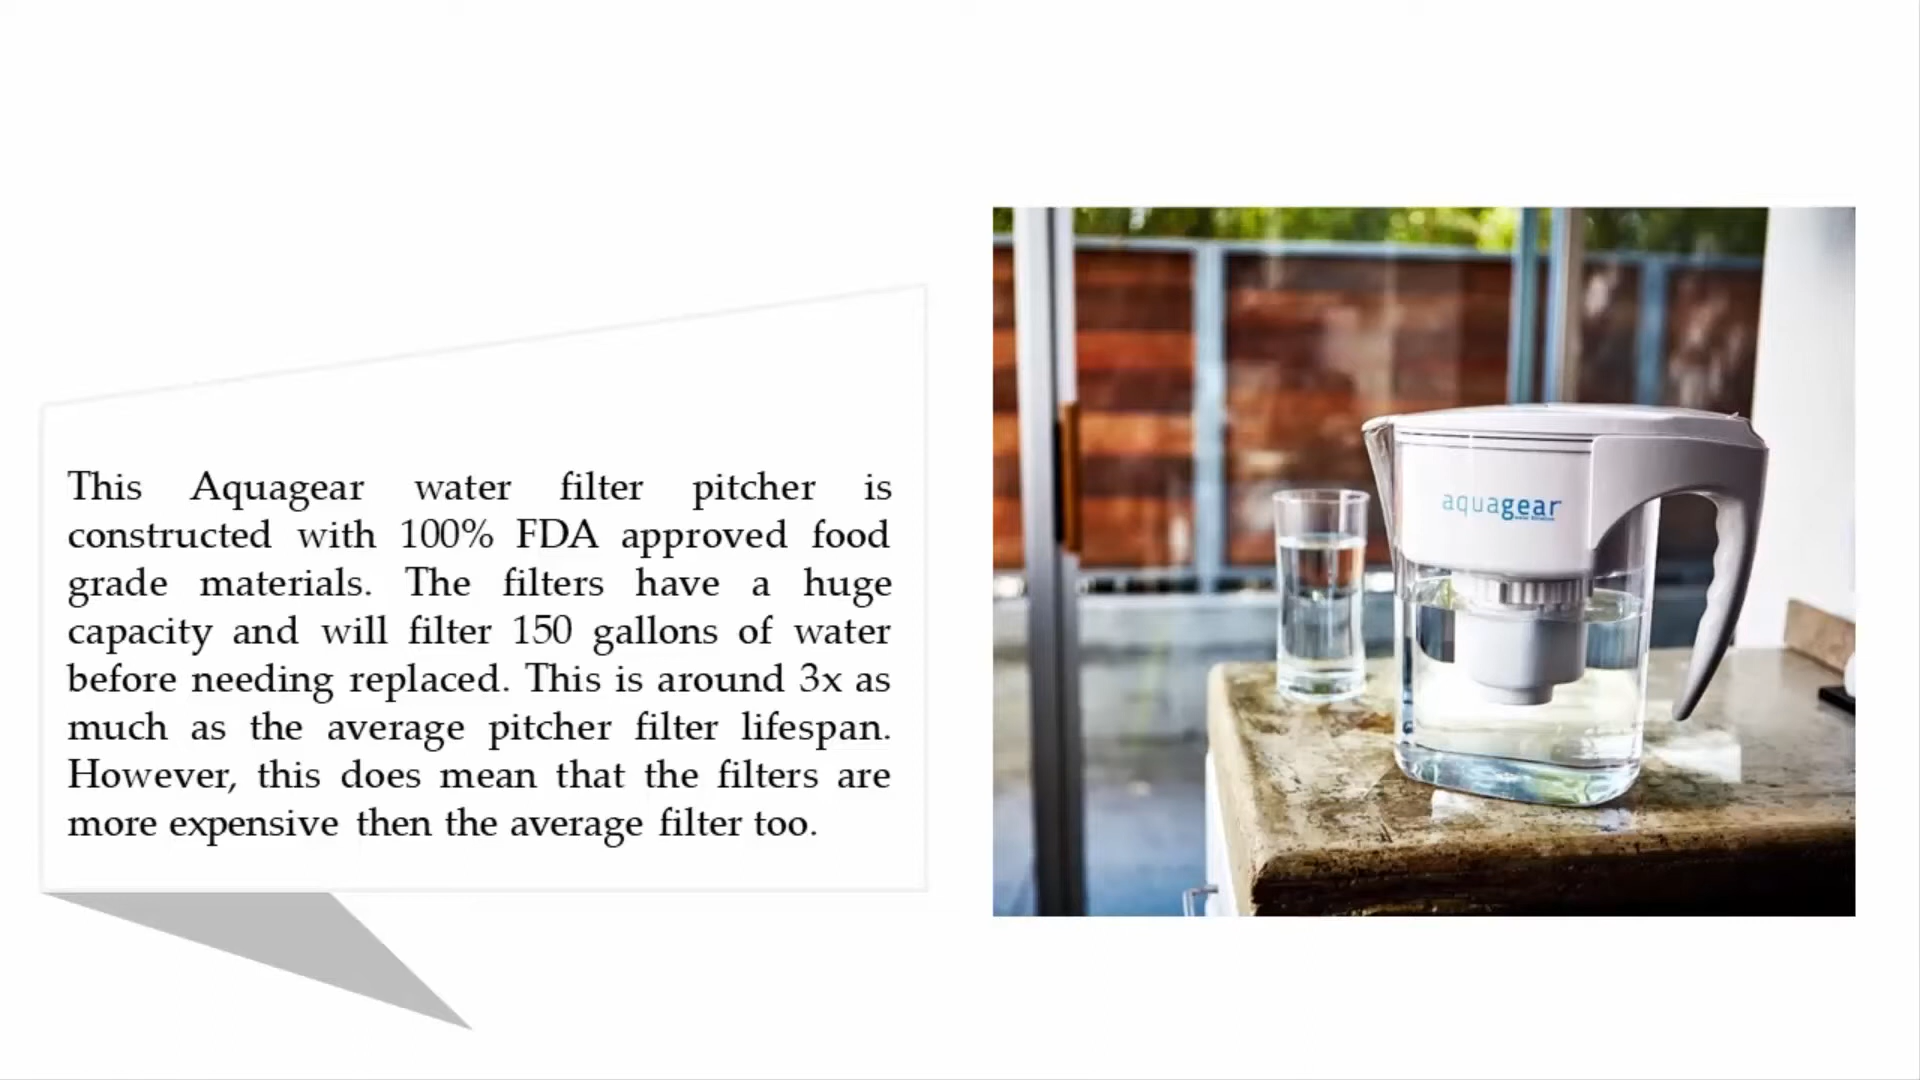 This Aquagear water filter pitcher is
constructed with 100% FDA approved food
grade materials. The filters have a huge
capacity and will filter 150 gallons of water
before needing replaced. This is around 3x as
much as the average pitcher filter lifespan.
However, this does mean that the filters are
more expensive then the average filter too.
aquagear